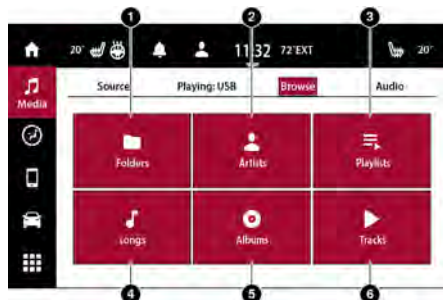 1 2 3
20° 11:32 72°EXT 20°
Media
Source Playing: USB Browse Audio
Folders Artists Playlists
Songs Albums Tracks
4 5 6